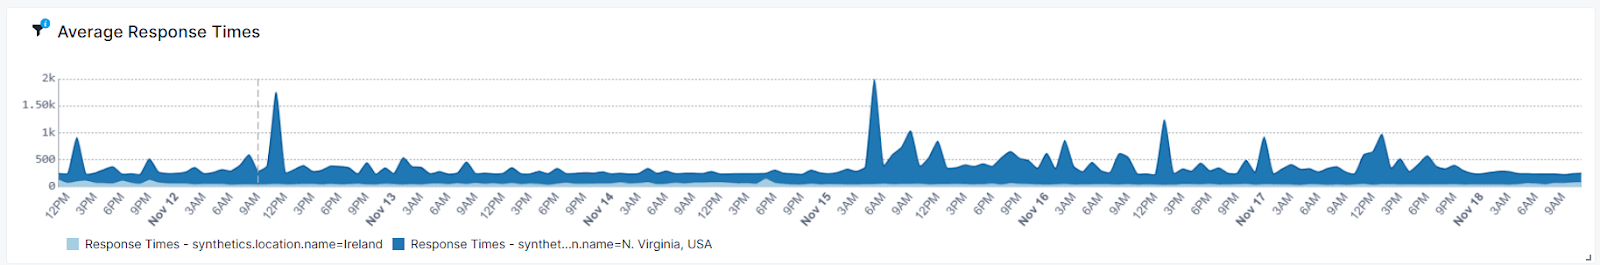 i
Average Response Times
2k
1.50k
1k
500
0
12PM 3PM 6PM 9PM Nov 12 3AM 6AM 9AM 12PM 3PM 6PM 9PM Nov 13 3AM 6AM 9AM 12PM 3PM 6PM 9PM Nov 14 3AM 6AM 9AM 12PM 3PM 6PM 9PM Nov 15 3AM 6AM 9AM 12PM 3PM 6PM 9PM Nov 16 3AM 6AM 9AM 12PM 3PM 6PM 9PM Nov 17 3AM 6AM 9AM 12PM 3PM 6PM 9PM Nov 18 3AM 6AM 9AM
Response Times - synthetics.location.name=Ireland Response Times - synthet...n.name=N. Virginia, USA